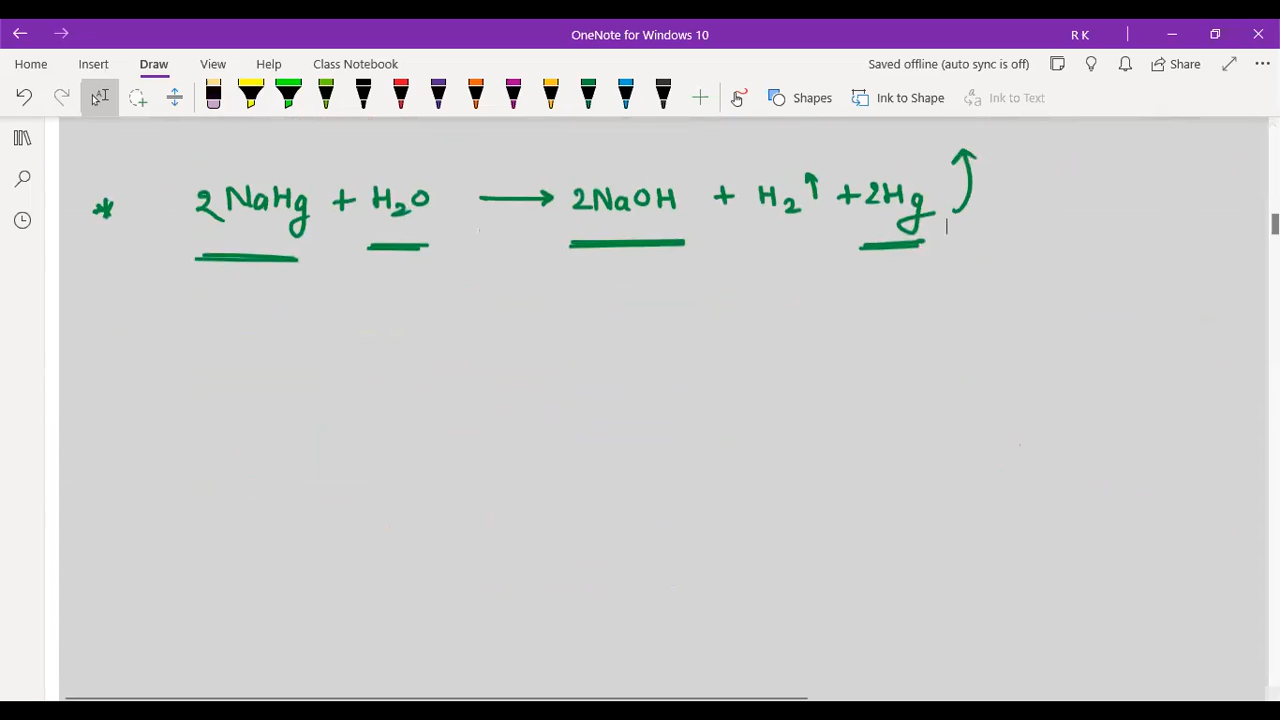 OneNote for Windows 10
R K
Home Insert Draw View Help Class Notebook
Saved offline (auto sync is off) Share
Shapes Ink to Shape Ink to Text
* 2NaHg + H₂O → 2NaOH + H₂↑ + 2Hg ↑